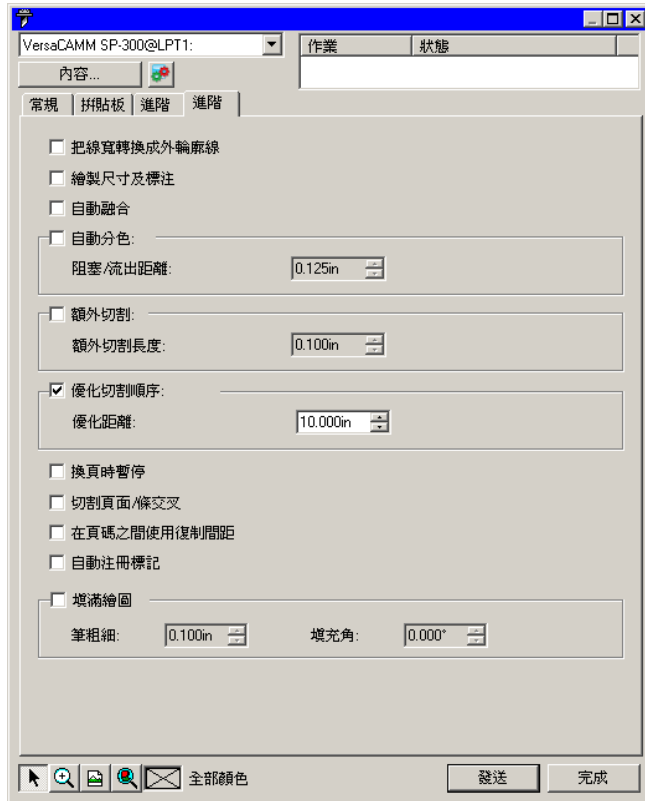 VersaCAMM SP-300@LPT1:
作業 狀態
內容...
常規 拼貼板 進階 進階
把線寬轉換成外輪廓線
繪製尺寸及標注
自動融合
自動分色:
阻塞/流出距離: 0.125in
額外切割:
額外切割長度: 0.100in
優化切割順序:
優化距離: 10.000in
換頁時暫停
切割頁面/條交叉
在頁碼之間使用復制間距
自動注冊標記
填滿繪圖
筆粗細: 0.100in 填充角: 0.000°
全部顏色 發送 完成